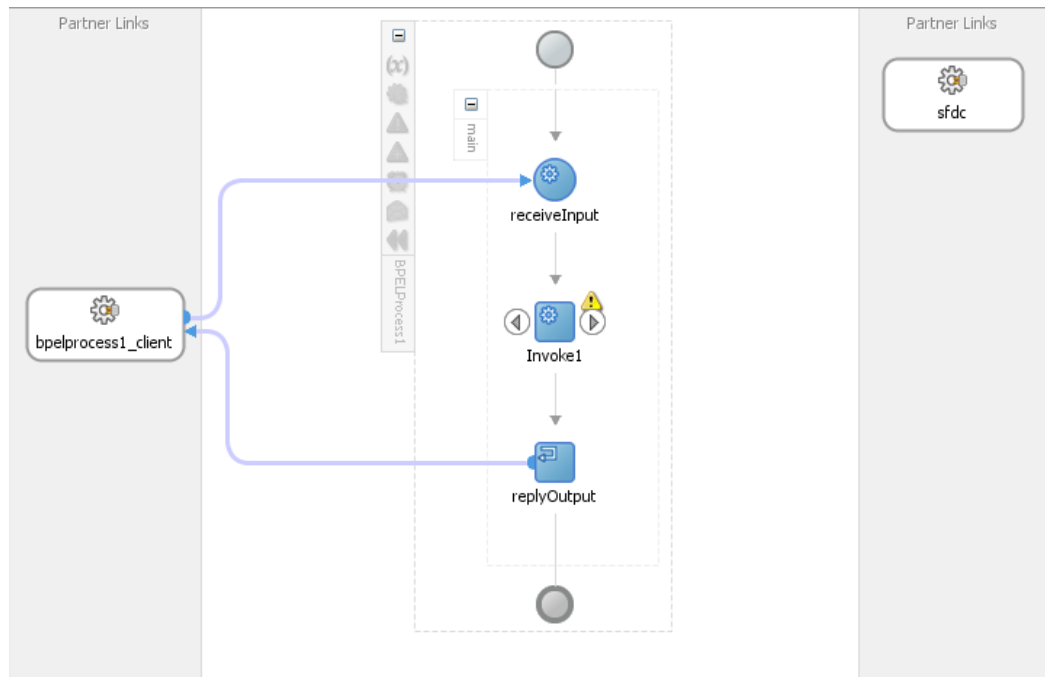 Partner Links
Partner Links
(x)
sfdc
main
receiveInput
BPELProcess1
bpelprocess1_client
Invoke1
replyOutput